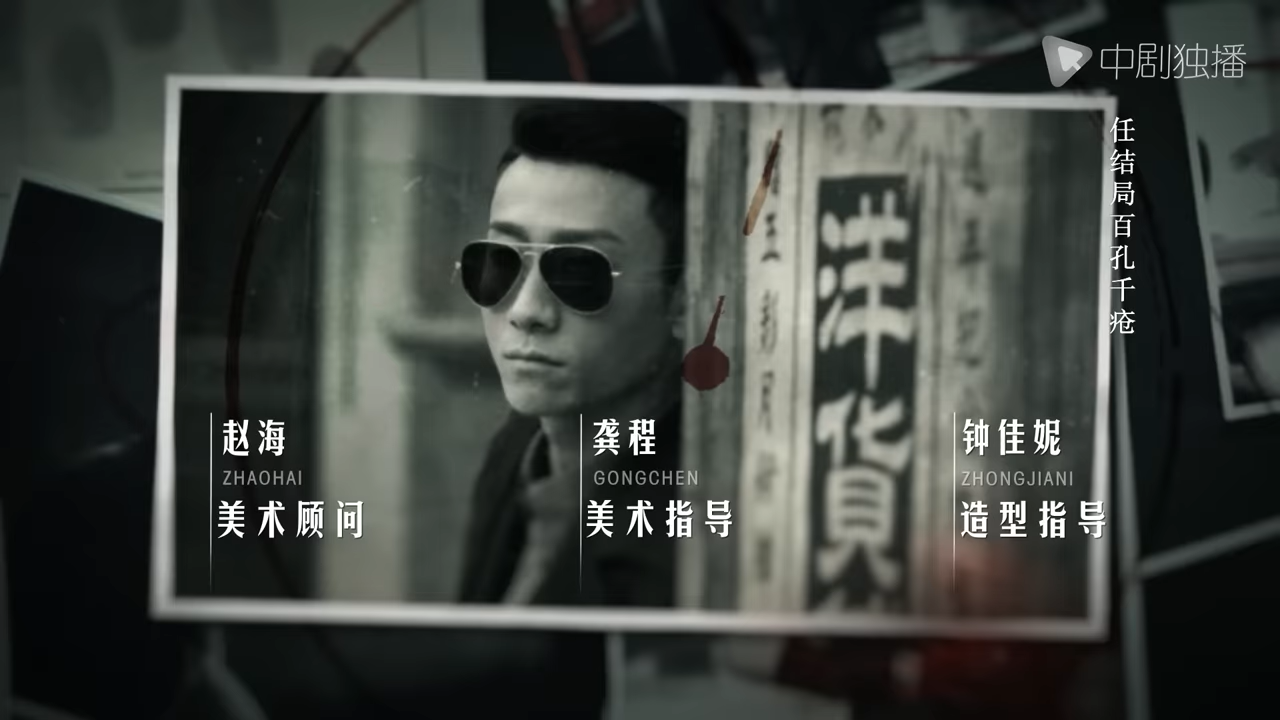 中剧独播
任结局百孔千疮
洋貨
赵海
ZHAOHAI
美术顾问
龚程
GONGCHEN
美术指导
钟佳妮
ZHONGJIANI
造型指导